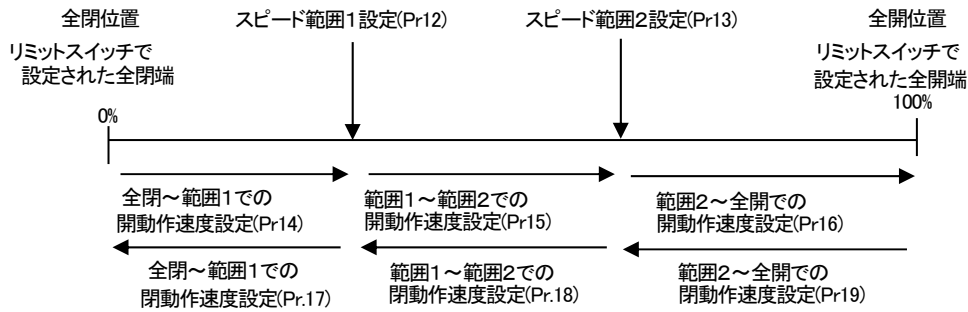 全閉位置
スピード範囲1設定(Pr12)
スピード範囲2設定(Pr13)
全開位置
リミットスイッチで
設定された全閉端
リミットスイッチで
設定された全開端
0%
100%
全閉～範囲1での
開動作速度設定(Pr14)
範囲1～範囲2での
開動作速度設定(Pr15)
範囲2～全開での
開動作速度設定(Pr16)
全閉～範囲1での
閉動作速度設定(Pr.17)
範囲1～範囲2での
閉動作速度設定(Pr.18)
範囲2～全開での
閉動作速度設定(Pr19)